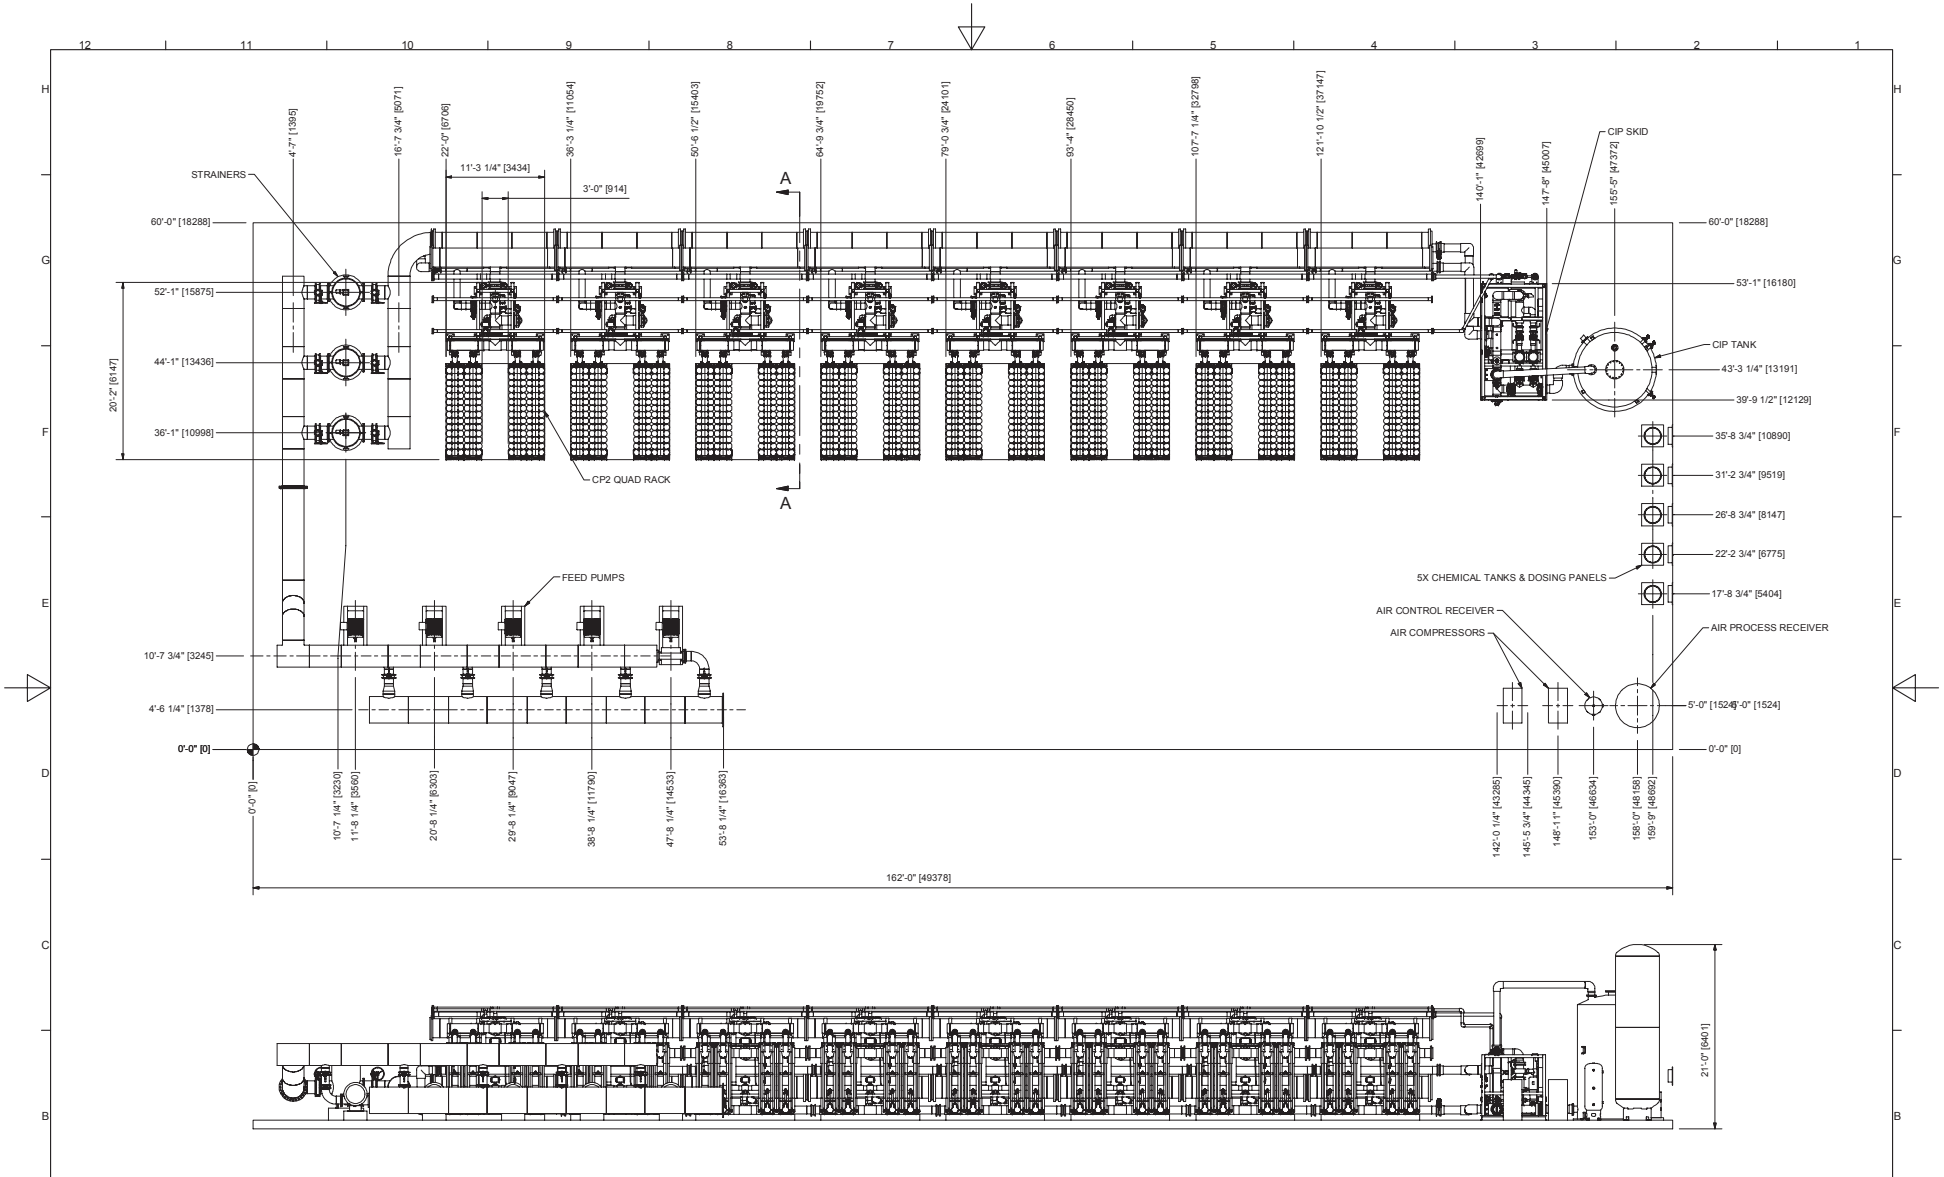 12 11 10 9 8 7 6 5 4 3 2 1
H
H
4'-7" [1395]
16'-7 3/4" [5071]
22'-0" [6706]
36'-3 1/4" [11054]
50'-6 1/2" [15403]
64'-9 3/4" [19752]
79'-0 3/4" [24101]
93'-4" [28450]
107'-7 1/4" [32798]
121'-10 1/2" [37147]
140'-1" [42699]
147'-8" [45007]
155'-5" [47372]
CIP SKID
STRAINERS
11'-3 1/4" [3434]
3'-0" [914]
A
60'-0" [18288]
60'-0" [18288]
G
G
52'-1" [15875]
53'-1" [16180]
44'-1" [13436]
CIP TANK
43'-3 1/4" [13191]
20'-2" [6147]
39'-9 1/2" [12129]
F
F
36'-1" [10998]
35'-8 3/4" [10890]
CP2 QUAD RACK
31'-2 3/4" [9519]
A
26'-8 3/4" [8147]
22'-2 3/4" [6775]
FEED PUMPS
5X CHEMICAL TANKS & DOSING PANELS
17'-8 3/4" [5404]
E
E
AIR CONTROL RECEIVER
AIR COMPRESSORS
AIR PROCESS RECEIVER
10'-7 3/4" [3245]
4'-6 1/4" [1378]
5'-0" [1524]
5'-0" [1524]
0'-0" [0]
0'-0" [0]
D
D
0'-0" [0]
10'-7 1/4" [3230]
11'-8 1/4" [3560]
20'-8 1/4" [6303]
29'-8 1/4" [9047]
38'-8 1/4" [11790]
47'-8 1/4" [14533]
53'-8 1/4" [16363]
142'-0 1/4" [43285]
145'-5 3/4" [44345]
148'-11" [45390]
153'-0" [46634]
158'-0" [48158]
159'-9" [48692]
162'-0" [49378]
C
C
21'-0" [6401]
B
B